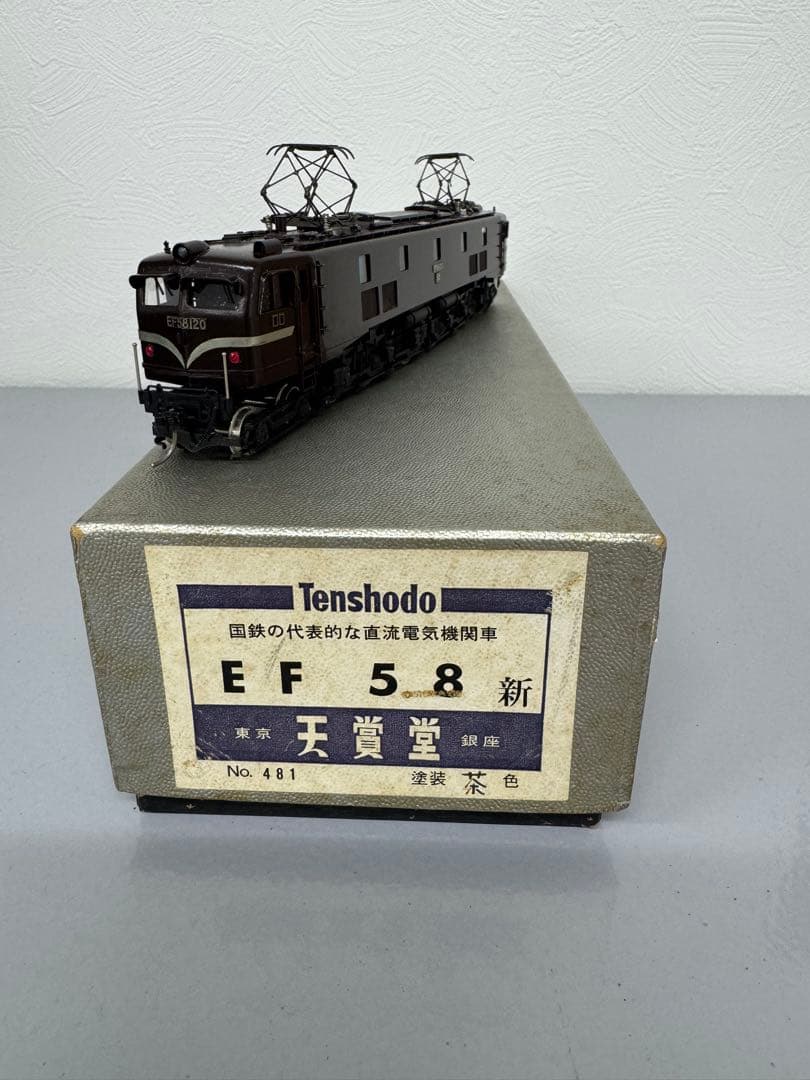 EF58120
Tenshodo
国鉄の代表的な直流電気機関車
EF 58 新
東京 天賞堂 銀座
No. 481 塗装 茶 色